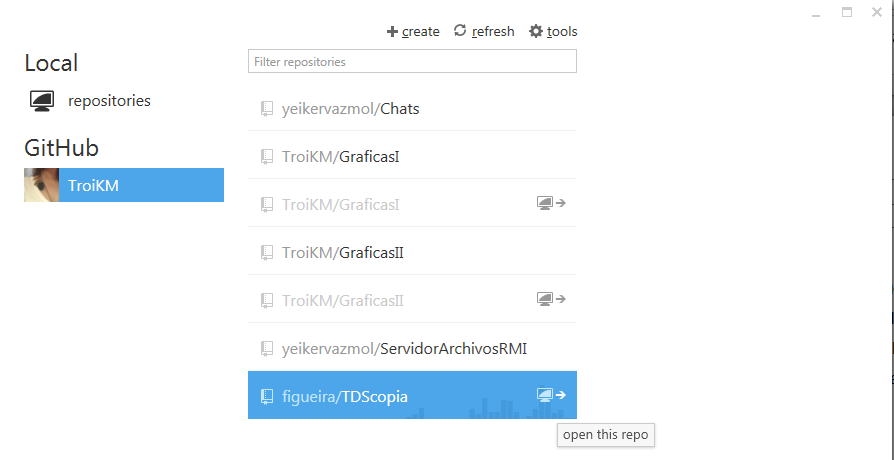 create refresh tools
Local
Filter repositories
repositories
yeikervazmol/Chats
GitHub
TroiKM/GraficasI
TroiKM
TroiKM/GraficasI
TroiKM/GraficasII
TroiKM/GraficasII
yeikervazmol/ServidorArchivosRMI
figueira/TDScopia
open this repo